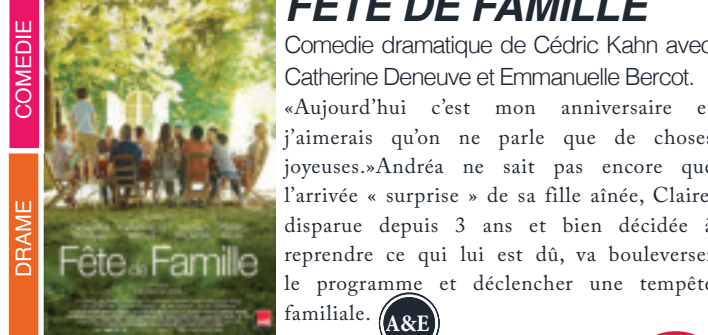 COMEDIE
DRAME
Fête de Famille
FÊTE DE FAMILLE
Comedie dramatique de Cédric Kahn avec
Catherine Deneuve et Emmanuelle Bercot.
«Aujourd'hui c'est mon anniversaire et
j'aimerais qu'on ne parle que de choses
joyeuses.»Andréa ne sait pas encore que
l'arrivée « surprise » de sa fille aînée, Claire,
disparue depuis 3 ans et bien décidée à
reprendre ce qui lui est dû, va bouleverser
le programme et déclencher une tempête
familiale.
A&E